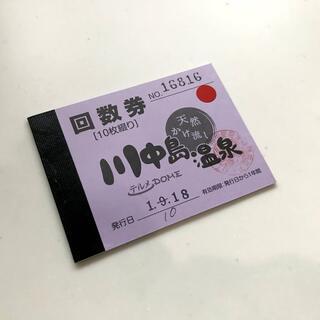 NO. 16816
回数券
[10枚綴り]
天然
かけ流し
川中島温泉
テルメDOME
発行日 1.9.18
10
有効期限:発行日から1年間